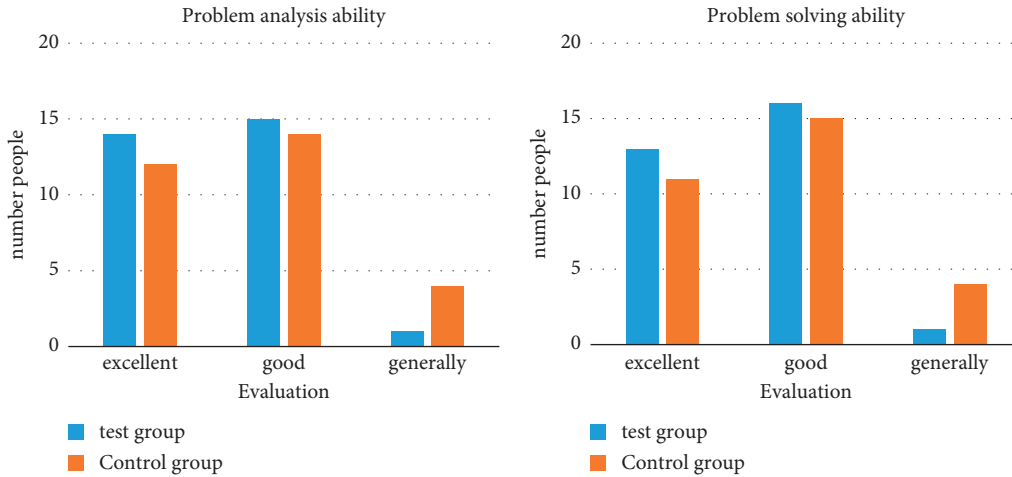 Problem analysis ability
20
15
10
5
0
number people
excellent good generally
Evaluation
test group
Control group
Problem solving ability
20
15
10
5
0
number people
excellent good generally
Evaluation
test group
Control group